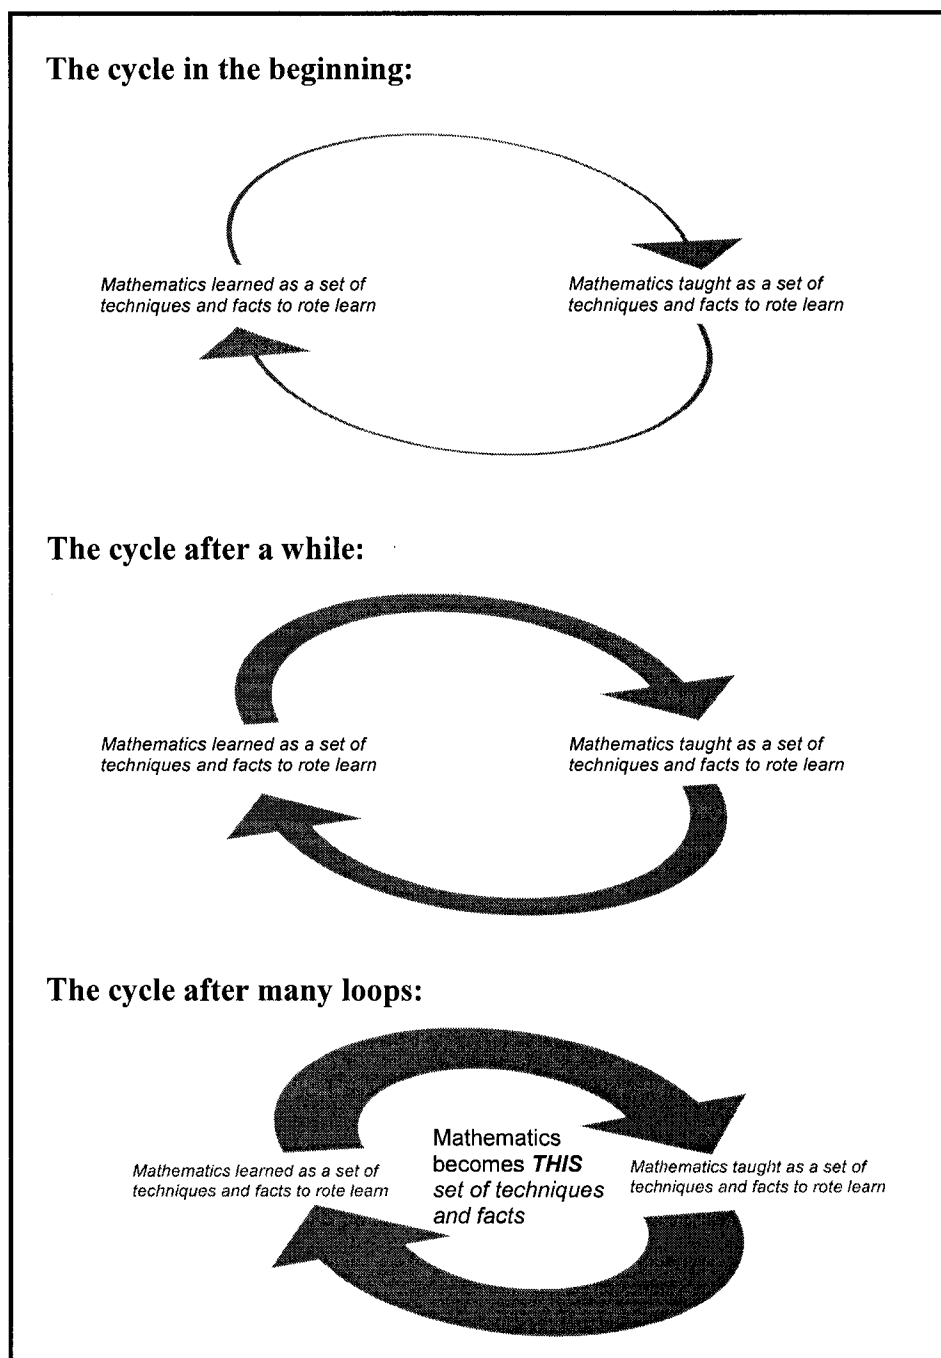 The cycle in the beginning:
Mathematics learned as a set of
techniques and facts to rote learn
Mathematics taught as a set of
techniques and facts to rote learn
The cycle after a while:
Mathematics learned as a set of
techniques and facts to rote learn
Mathematics taught as a set of
techniques and facts to rote learn
The cycle after many loops:
Mathematics learned as a set of
techniques and facts to rote learn
Mathematics
becomes THIS
set of techniques
and facts
Mathematics taught as a set of
techniques and facts to rote learn